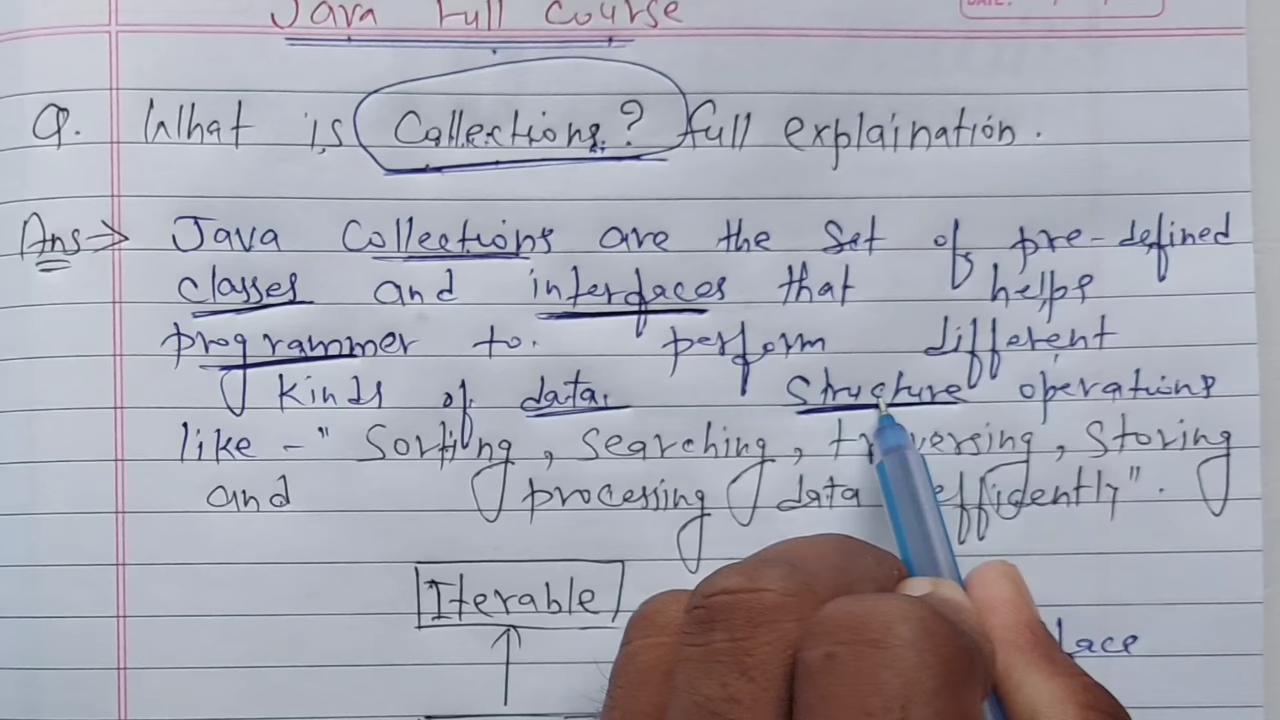 Java Full Course
DATE:
Q. What is Collections? full explaination.
Ans⇒ Java Collections are the set of pre-defined
classes and interfaces that helps
programmer to perform different
kinds of data structure operations
like - "Sorting, Searching, traversing, Storing
and processing data efficiently".
Iterable